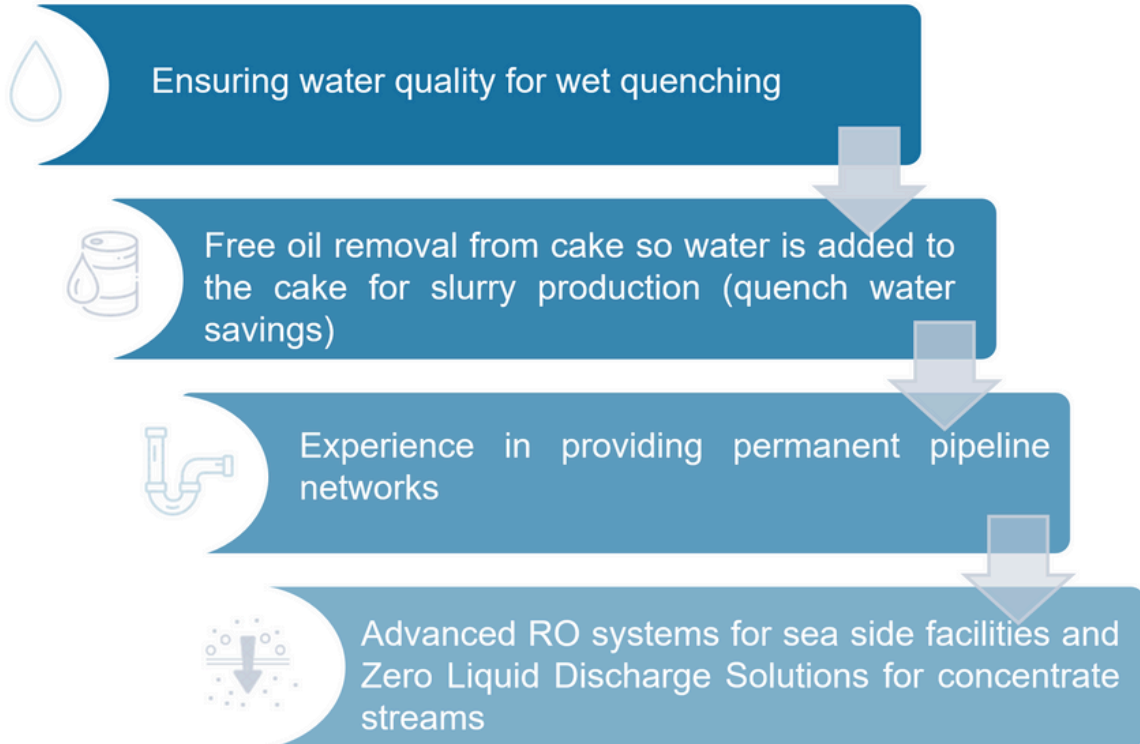 Ensuring water quality for wet quenching
Free oil removal from cake so water is added to
the cake for slurry production (quench water
savings)
Experience in providing permanent pipeline
networks
Advanced RO systems for sea side facilities and
Zero Liquid Discharge Solutions for concentrate
streams